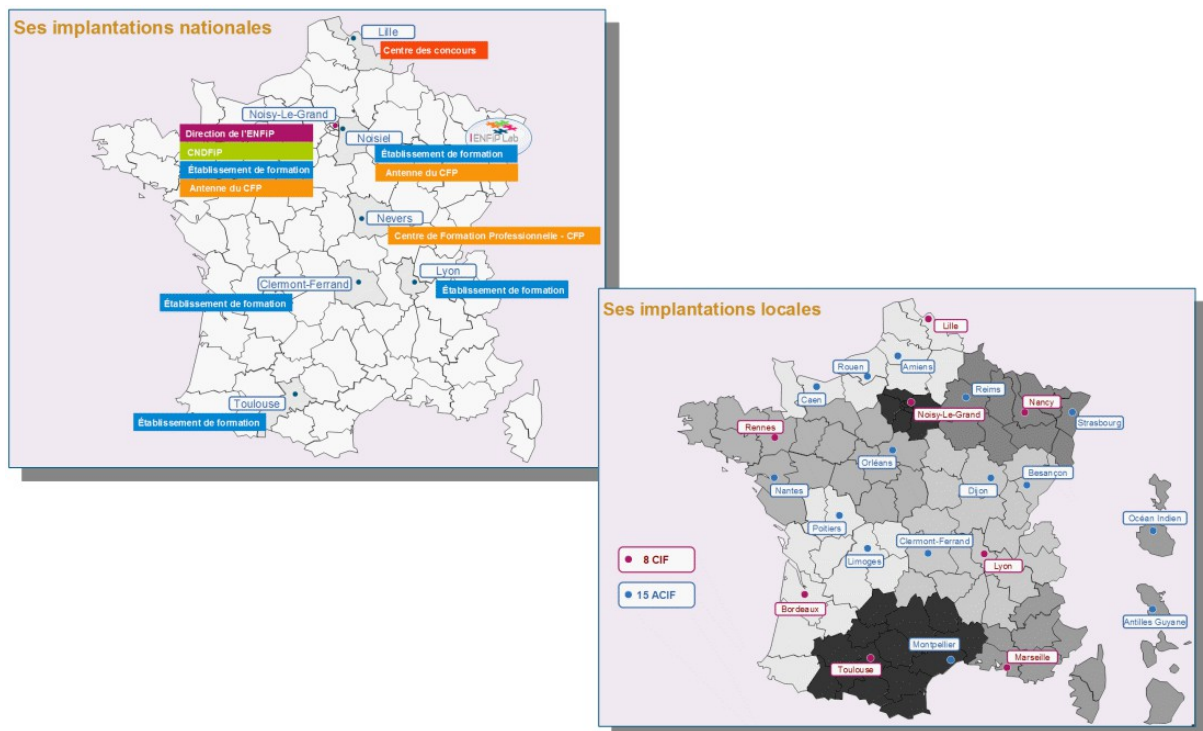 Ses implantations nationales
Lille
Centre des concours
Noisy-Le-Grand
Direction de l'ENFiP
CNDFiP
Établissement de formation
Antenne du CFP
Noisiel
ENFiP Lab
Établissement de formation
Antenne du CFP
Nevers
Centre de Formation Professionnelle - CFP
Clermont-Ferrand
Établissement de formation
Lyon
Établissement de formation
Toulouse
Établissement de formation
Ses implantations locales
Lille
Rouen
Amiens
Caen
Reims
Noisy-Le-Grand
Nancy
Strasbourg
Rennes
Orléans
Besançon
Nantes
Dijon
Poitiers
Océan Indien
Clermont-Ferrand
Limoges
Lyon
8 CIF
15 ACIF
Bordeaux
Antilles Guyane
Montpellier
Toulouse
Marseille